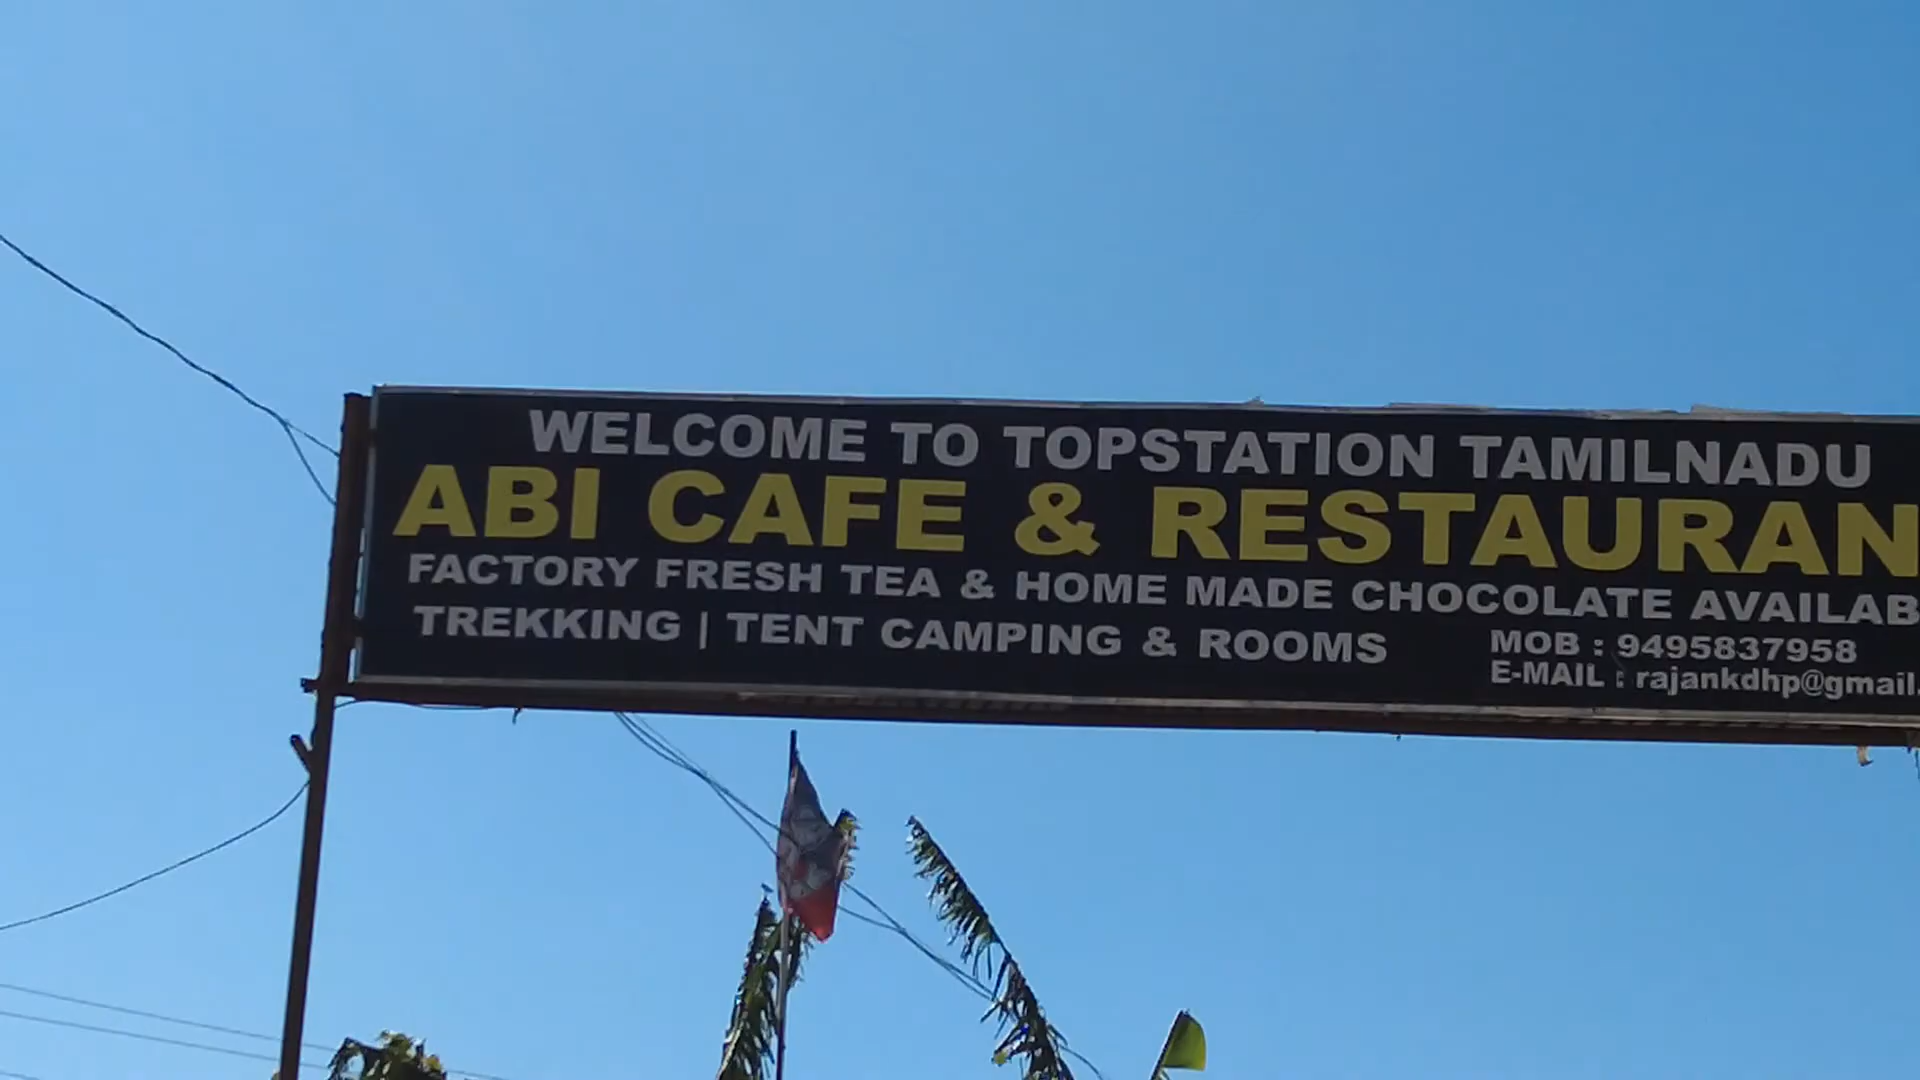 WELCOME TO TOPSTATION TAMILNADU
ABI CAFE & RESTAURAN
FACTORY FRESH TEA & HOME MADE CHOCOLATE AVAILAB
TREKKING | TENT CAMPING & ROOMS
MOB : 9495837958
E-MAIL : rajankdhp@gmail.